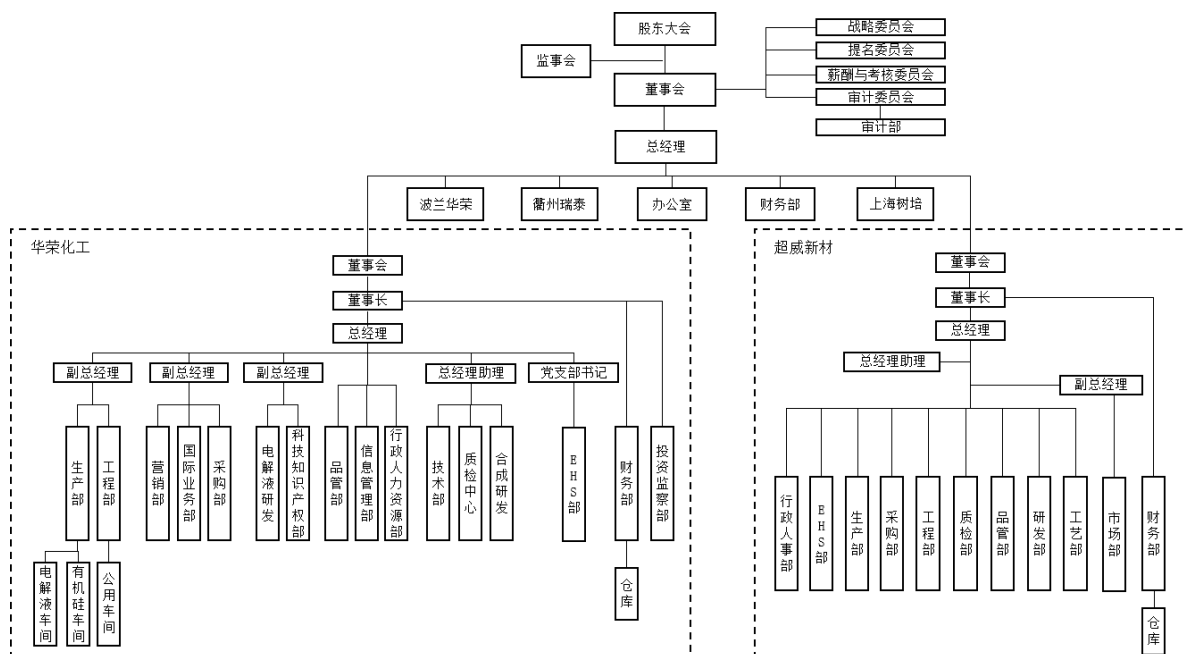 股东大会
监事会
董事会
战略委员会
提名委员会
薪酬与考核委员会
审计委员会
审计部
总经理
波兰华荣
衢州瑞泰
办公室
财务部
上海树培
华荣化工
董事会
董事长
总经理
副总经理
副总经理
副总经理
总经理助理
党支部书记
生产部
工程部
营销部
国际业务部
采购部
电解液研发
科技知识产权部
品管部
信息管理部
行政人力资源部
技术部
质检中心
合成研发
EHS部
财务部
投资监察部
电解液车间
有机硅车间
公用车间
仓库
超威新材
董事会
董事长
总经理
总经理助理
副总经理
行政人事部
EHS部
生产部
采购部
工程部
质检部
品管部
研发部
工艺部
市场部
财务部
仓库